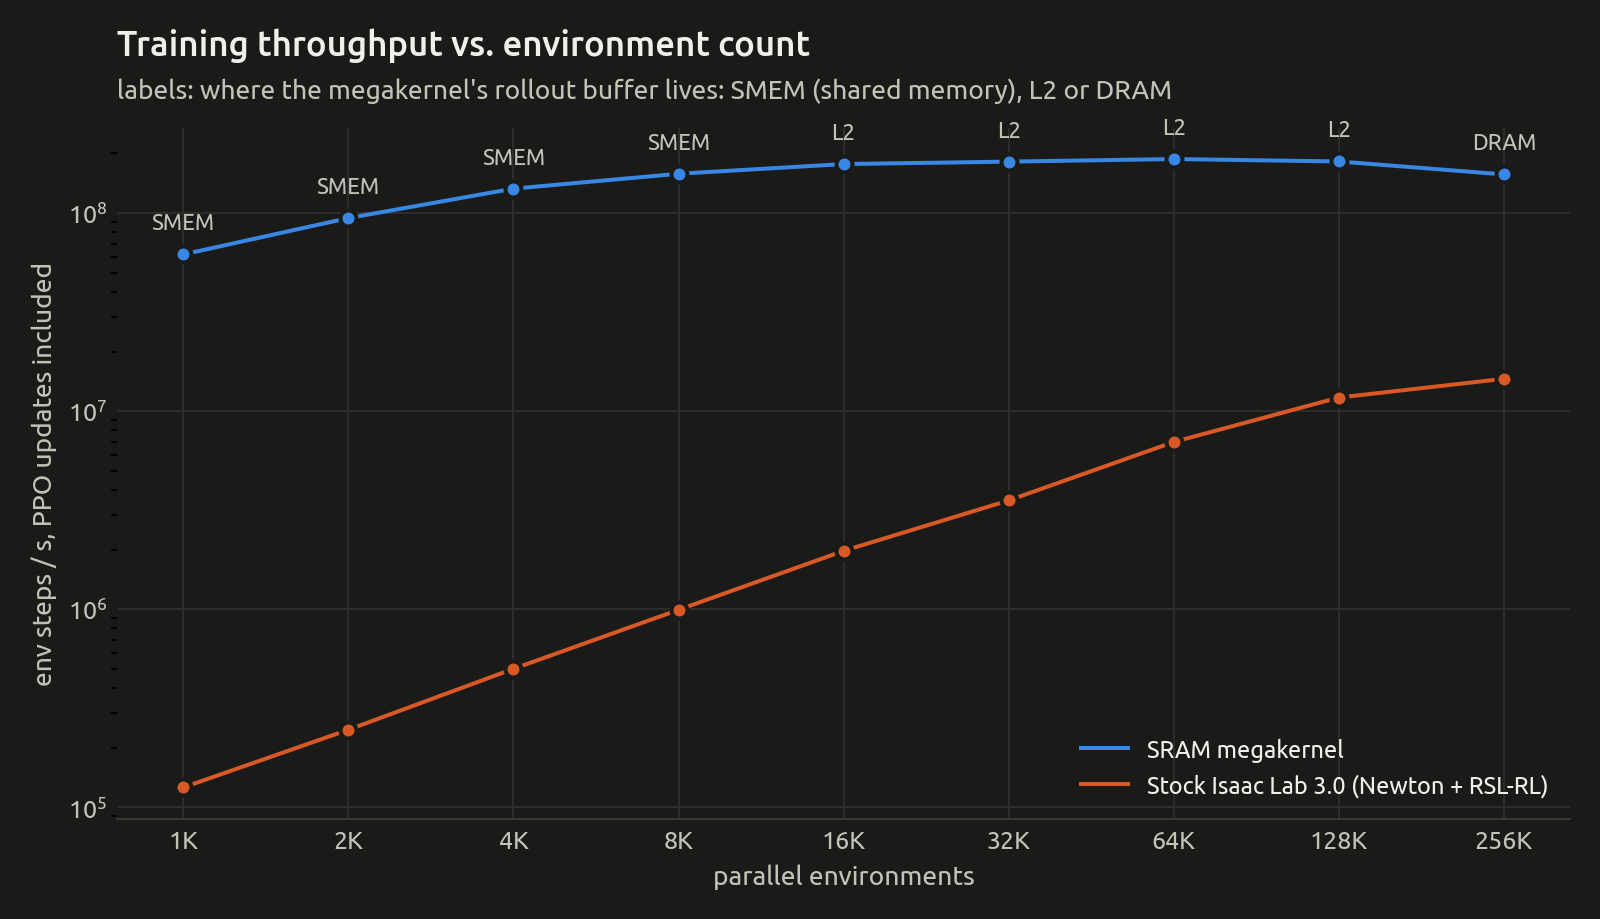 Training throughput vs. environment count
labels: where the megakernel's rollout buffer lives: SMEM (shared memory), L2 or DRAM
SMEM
SMEM
SMEM
SMEM
L2
L2
L2
L2
DRAM
env steps / s, PPO updates included
10⁸
10⁷
10⁶
10⁵
SRAM megakernel
Stock Isaac Lab 3.0 (Newton + RSL-RL)
1K 2K 4K 8K 16K 32K 64K 128K 256K
parallel environments